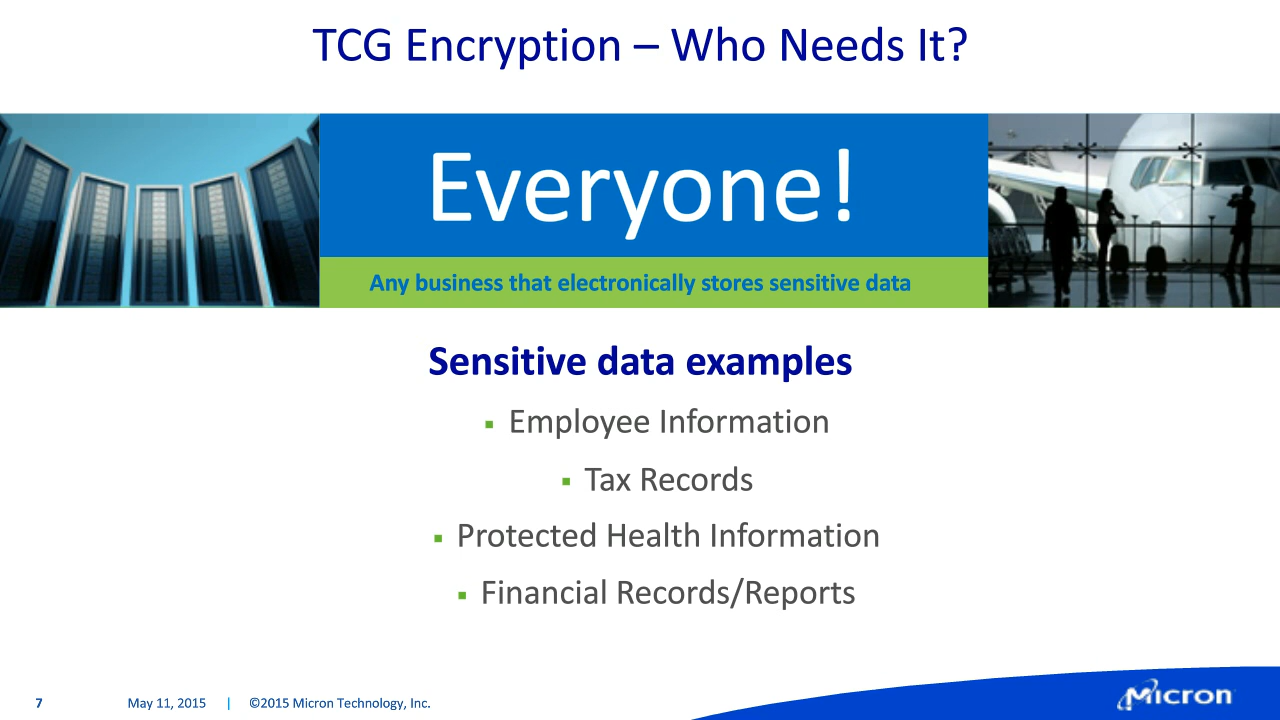 TCG Encryption – Who Needs It?
Everyone!
Any business that electronically stores sensitive data
Sensitive data examples
▪ Employee Information
▪ Tax Records
▪ Protected Health Information
▪ Financial Records/Reports
7 May 11, 2015 | ©2015 Micron Technology, Inc.
Micron